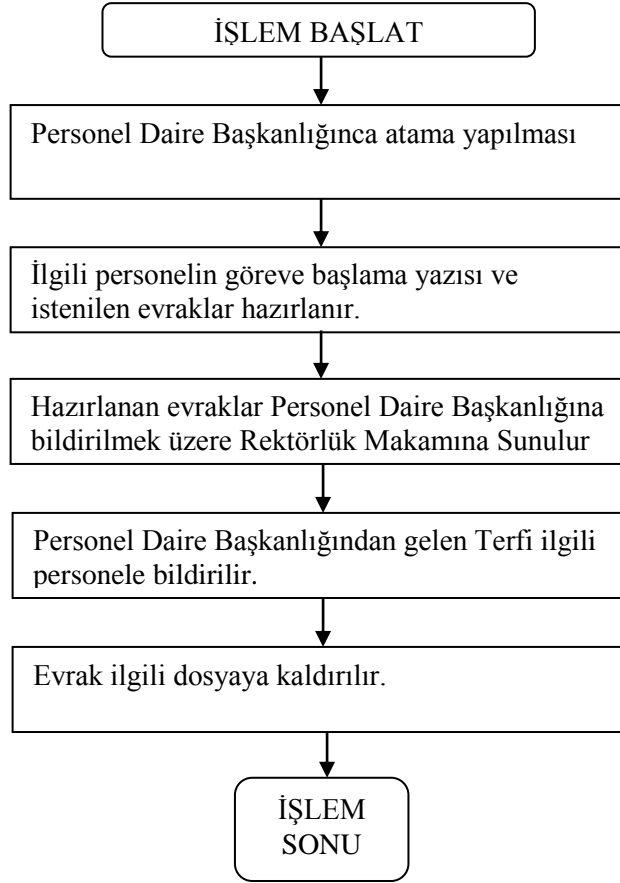 İŞLEM BAŞLAT
Personel Daire Başkanlığınca atama yapılması
İlgili personelin göreve başlama yazısı ve
istenilen evraklar hazırlanır.
Hazırlanan evraklar Personel Daire Başkanlığına
bildirilmek üzere Rektörlük Makamına Sunulur
Personel Daire Başkanlığından gelen Terfi ilgili
personele bildirilir.
Evrak ilgili dosyaya kaldırılır.
İŞLEM
SONU